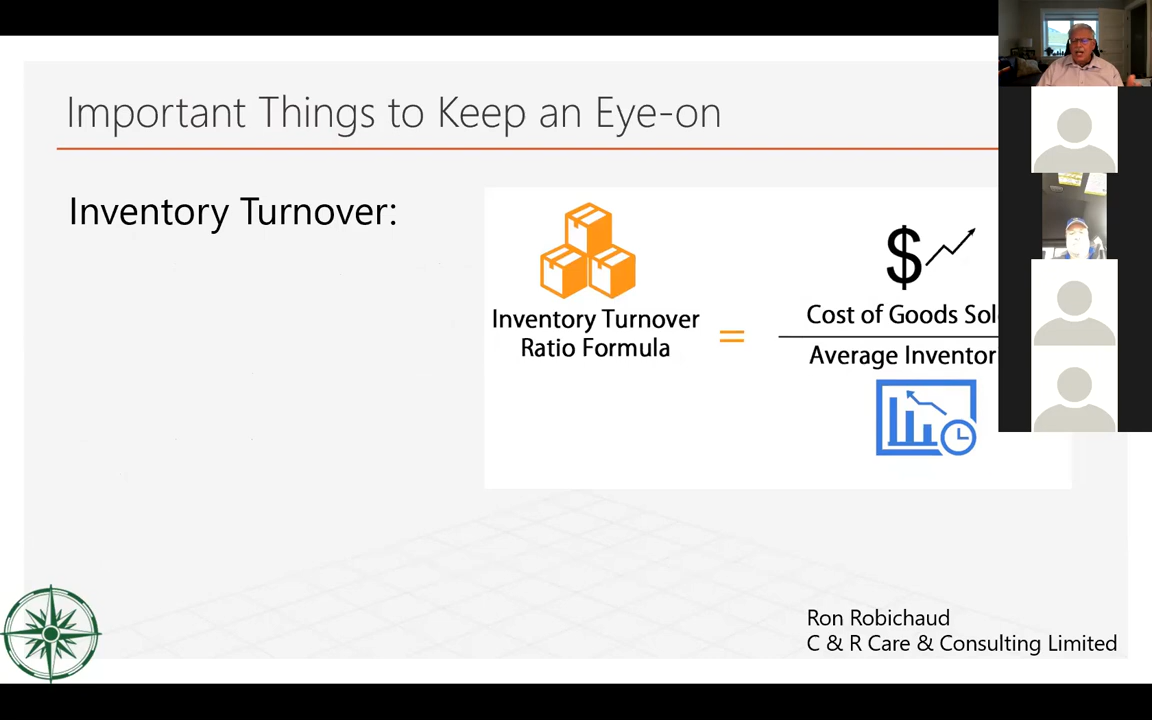 Important Things to Keep an Eye-on
Inventory Turnover:
Inventory Turnover
Ratio Formula
=
$
Cost of Goods Sol
Average Inventor
Ron Robichaud
C & R Care & Consulting Limited